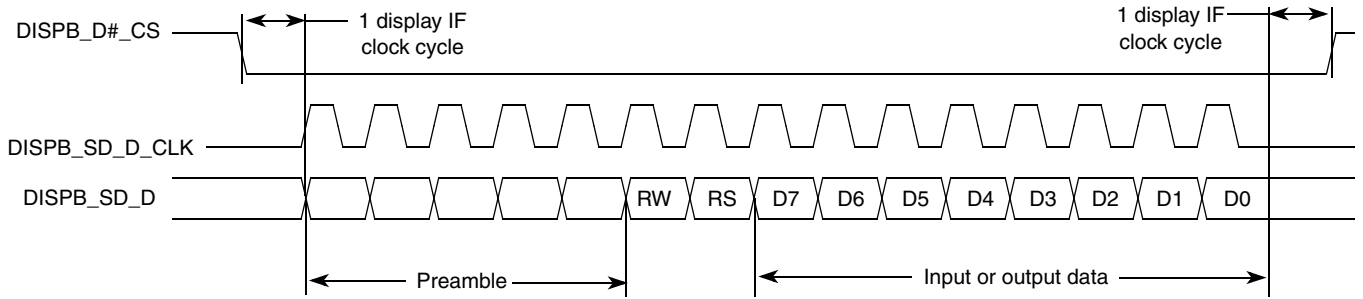 1 display IF
clock cycle
1 display IF
clock cycle
DISPB_D#_CS
DISPB_SD_D_CLK
DISPB_SD_D
RW RS D7 D6 D5 D4 D3 D2 D1 D0
Preamble
Input or output data